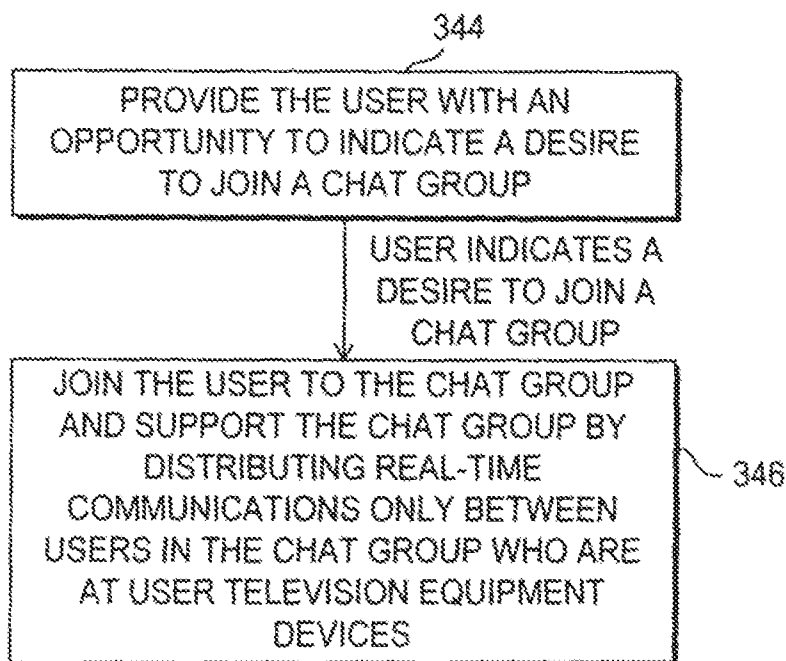 344
PROVIDE THE USER WITH AN
OPPORTUNITY TO INDICATE A DESIRE
TO JOIN A CHAT GROUP
USER INDICATES A
DESIRE TO JOIN A
CHAT GROUP
JOIN THE USER TO THE CHAT GROUP
AND SUPPORT THE CHAT GROUP BY
DISTRIBUTING REAL-TIME
COMMUNICATIONS ONLY BETWEEN
USERS IN THE CHAT GROUP WHO ARE
AT USER TELEVISION EQUIPMENT
DEVICES
346